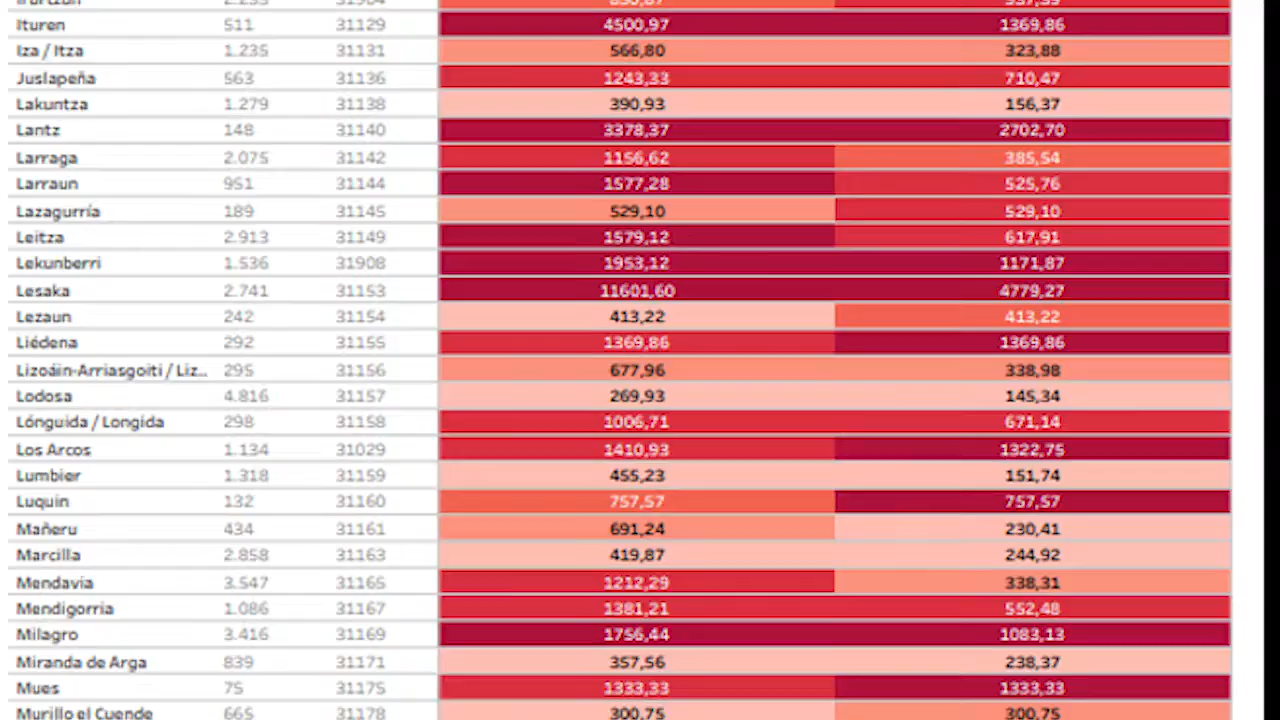 Ituren 511 31129 4500,97 1369,86
Iza / Itza 1.235 31131 566,80 323,88
Juslapeña 563 31136 1243,33 710,47
Lakuntza 1.279 31138 390,93 156,37
Lantz 148 31140 3378,37 2702,70
Larraga 2.075 31142 1156,62 385,54
Larraun 951 31144 1577,28 525,76
Lazagurría 189 31145 529,10 529,10
Leitza 2.913 31149 1579,12 617,91
Lekunberri 1.536 31908 1953,12 1171,87
Lesaka 2.741 31153 11601,60 4779,27
Lezaun 242 31154 413,22 413,22
Liédena 292 31155 1369,86 1369,86
Lizoáin-Arriasgoiti / Liz... 295 31156 677,96 338,98
Lodosa 4.816 31157 269,93 145,34
Lónguida / Longida 298 31158 1006,71 671,14
Los Arcos 1.134 31029 1410,93 1322,75
Lumbier 1.318 31159 455,23 151,74
Luquin 132 31160 757,57 757,57
Mañeru 434 31161 691,24 230,41
Marcilla 2.858 31163 419,87 244,92
Mendavia 3.547 31165 1212,29 338,31
Mendigorria 1.086 31167 1381,21 552,48
Milagro 3.416 31169 1756,44 1083,13
Miranda de Arga 839 31171 357,56 238,37
Mues 75 31175 1333,33 1333,33
Murillo el Cuende 665 31178 300,75 300,75